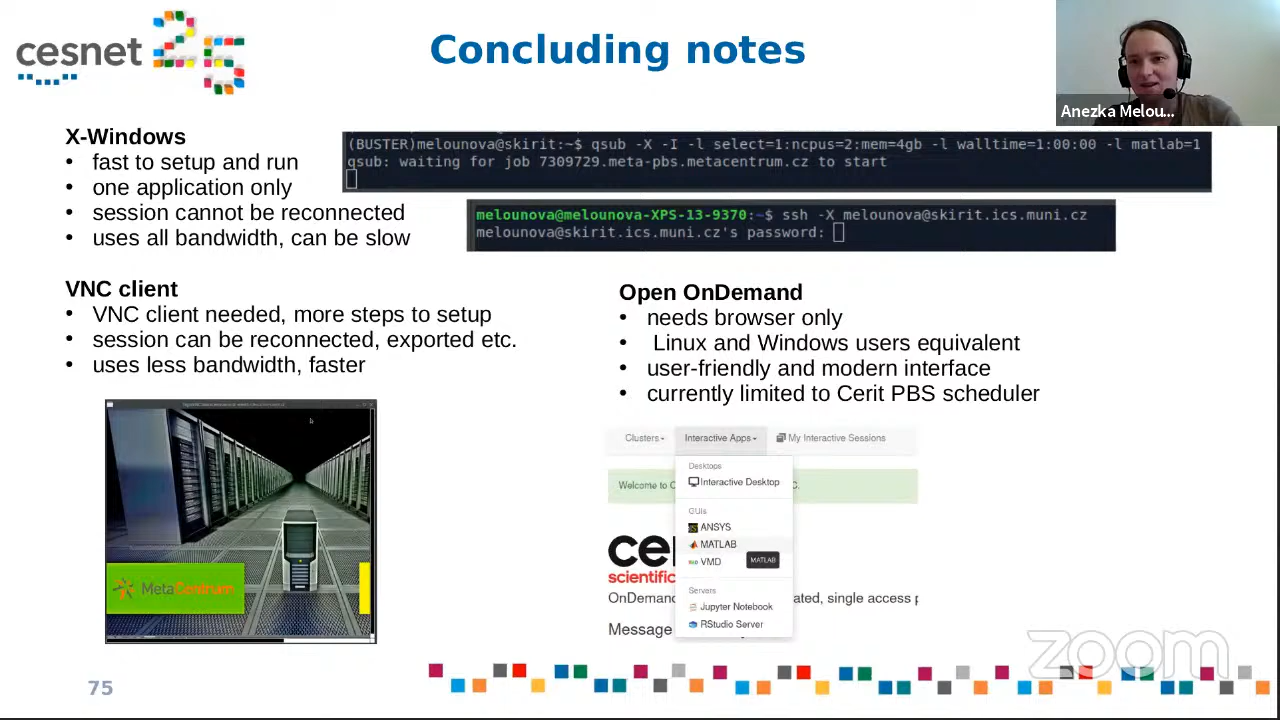 cesnet
Concluding notes
Anezka Melou...
X-Windows
• fast to setup and run
• one application only
• session cannot be reconnected
• uses all bandwidth, can be slow
(BUSTER)melounova@skirit:~$ qsub -X -I -l select=1:ncpus=2:mem=4gb -l walltime=1:00:00 -l matlab=1
qsub: waiting for job 7309729.meta-pbs.metacentrum.cz to start
melounova@melounova-XPS-13-9370:~$ ssh -X melounova@skirit.ics.muni.cz
melounova@skirit.ics.muni.cz's password:
VNC client
• VNC client needed, more steps to setup
• session can be reconnected, exported etc.
• uses less bandwidth, faster
MetaCentrum
Open OnDemand
• needs browser only
• Linux and Windows users equivalent
• user-friendly and modern interface
• currently limited to Cerit PBS scheduler
Clusters Interactive Apps My Interactive Sessions
Desktops
Interactive Desktop
Welcome to C
C.
GUIs
ANSYS
MATLAB
VMD
MATLAB
ce
scientific
Servers
OnDemand
ated, single access p
Jupyter Notebook
RStudio Server
Message
zoom
75